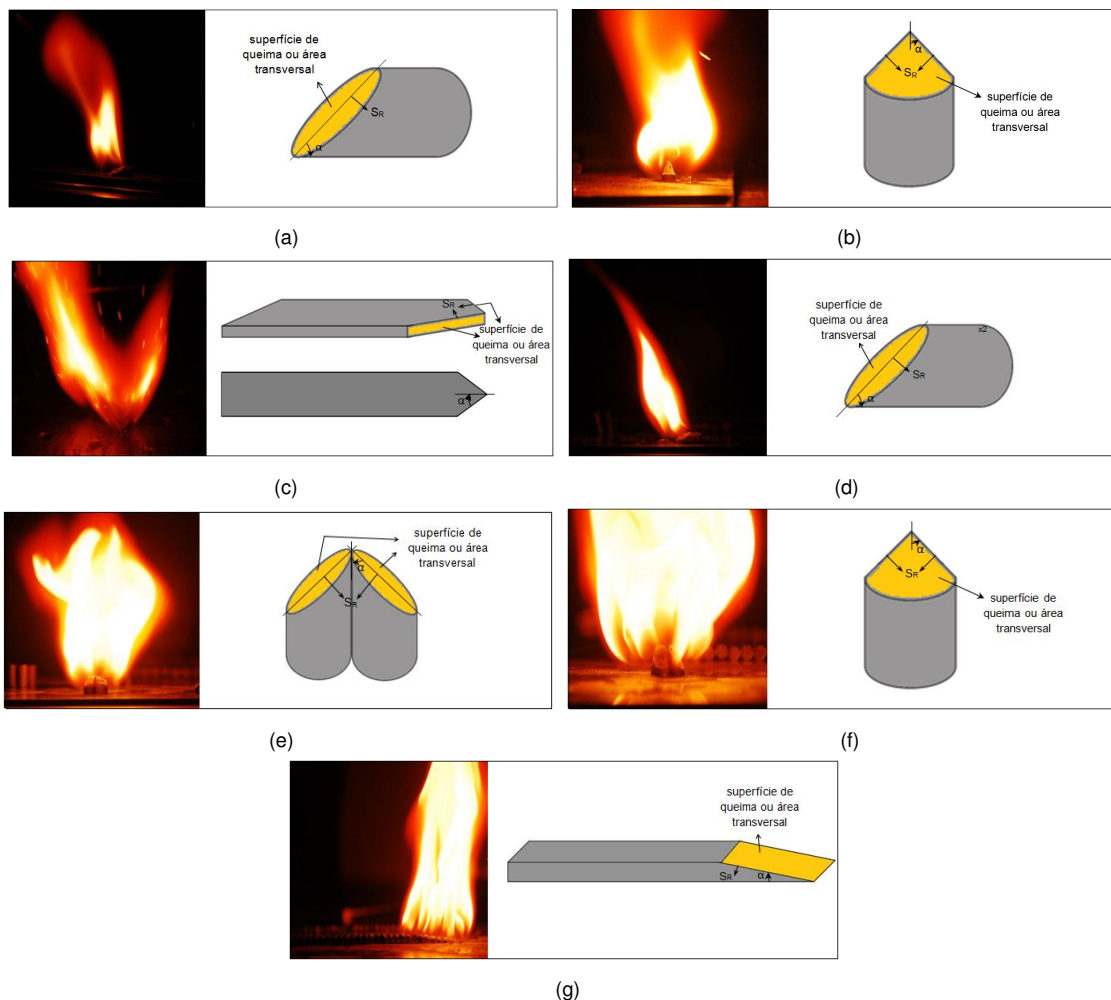 superfície de
queima ou área
transversal
SR
α
(a)
α
SR
superfície de
queima ou área
transversal
(b)
SR
superfície de
queima ou área
transversal
α
(c)
superfície de
queima ou área
transversal
x2
SR
α
(d)
superfície de
queima ou área
transversal
α
SR
(e)
α
SR
superfície de
queima ou área
transversal
(f)
superfície de
queima ou área
transversal
SR
α
(g)